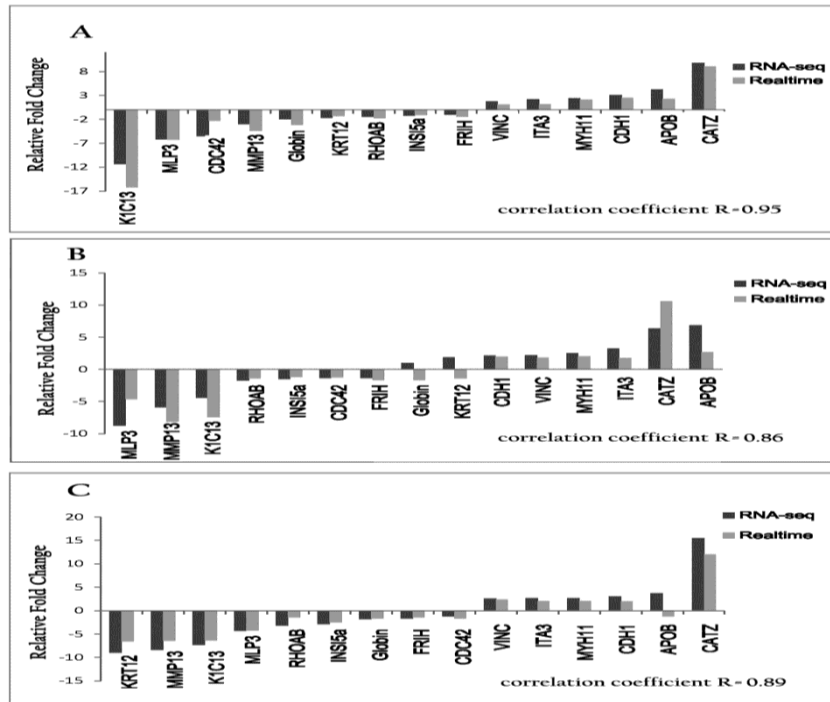 A
Relative Fold Change
8
3
-2
-7
-12
-17
K1C13
MLP3
CDC42
MMP13
Globin
KRT12
RHOAB
INSI5a
FRIH
VINC
ITA3
MYH11
CDH1
APOB
CATZ
RNA-seq
Realtime
correlation coefficient R=0.95
B
Relative Fold Change
15
10
5
0
-5
-10
MLP3
MMP13
K1C13
RHOAB
INSI5a
CDC42
FRIH
Globin
KRT12
CDH1
VINC
MYH11
ITA3
CATZ
APOB
RNA-seq
Realtime
correlation coefficient R=0.86
C
Relative Fold Change
20
15
10
5
0
-5
-10
-15
KRT12
MMP13
K1C13
MLP3
RHOAB
INSI5a
Globin
FRIH
CDC42
VINC
ITA3
MYH11
CDH1
APOB
CATZ
RNA-seq
Realtime
correlation coefficient R=0.89